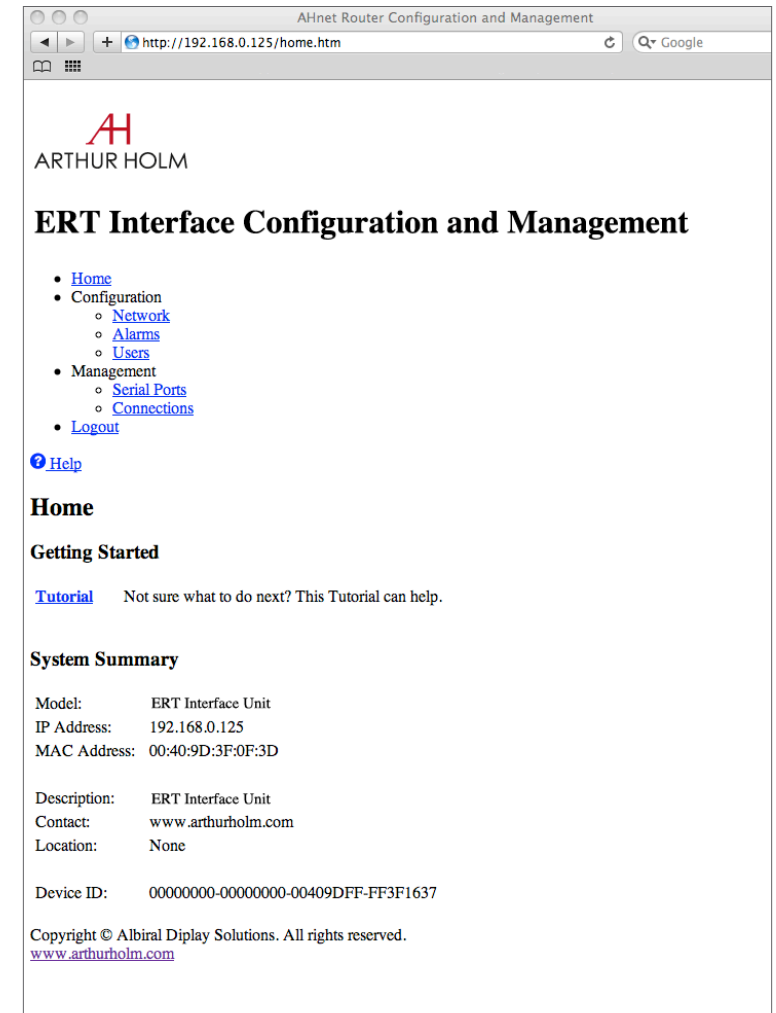 AHnet Router Configuration and Management
http://192.168.0.125/home.htm
Google
AH
ARTHUR HOLM
ERT Interface Configuration and Management
Home
Configuration
Network
Alarms
Users
Management
Serial Ports
Connections
Logout
? Help
Home
Getting Started
Tutorial Not sure what to do next? This Tutorial can help.
System Summary
Model: ERT Interface Unit
IP Address: 192.168.0.125
MAC Address: 00:40:9D:3F:0F:3D
Description: ERT Interface Unit
Contact: www.arthurholm.com
Location: None
Device ID: 00000000-00000000-00409DFF-FF3F1637
Copyright © Albiral Diplay Solutions. All rights reserved.
www.arthurholm.com